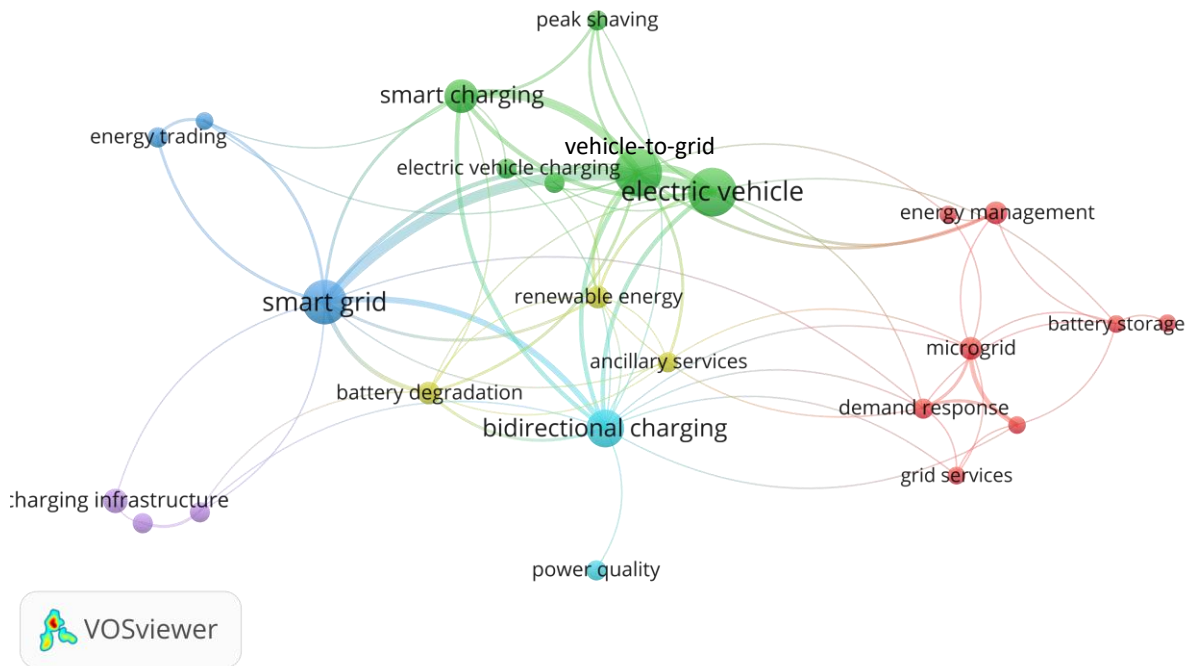 peak shaving
smart charging
energy trading
vehicle-to-grid
electric vehicle charging
electric vehicle
energy management
smart grid
renewable energy
battery storage
microgrid
ancillary services
battery degradation
demand response
bidirectional charging
grid services
charging infrastructure
power quality
VOSviewer